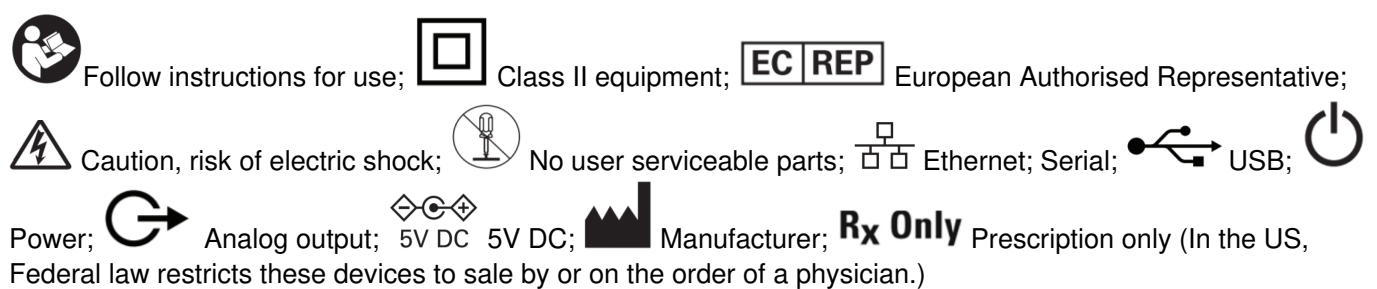 Follow instructions for use; Class II equipment; EC REP European Authorised Representative;
Caution, risk of electric shock; No user serviceable parts; Ethernet; Serial; USB;
Power; Analog output; 5V DC 5V DC; Manufacturer; Rx Only Prescription only (In the US,
Federal law restricts these devices to sale by or on the order of a physician.)